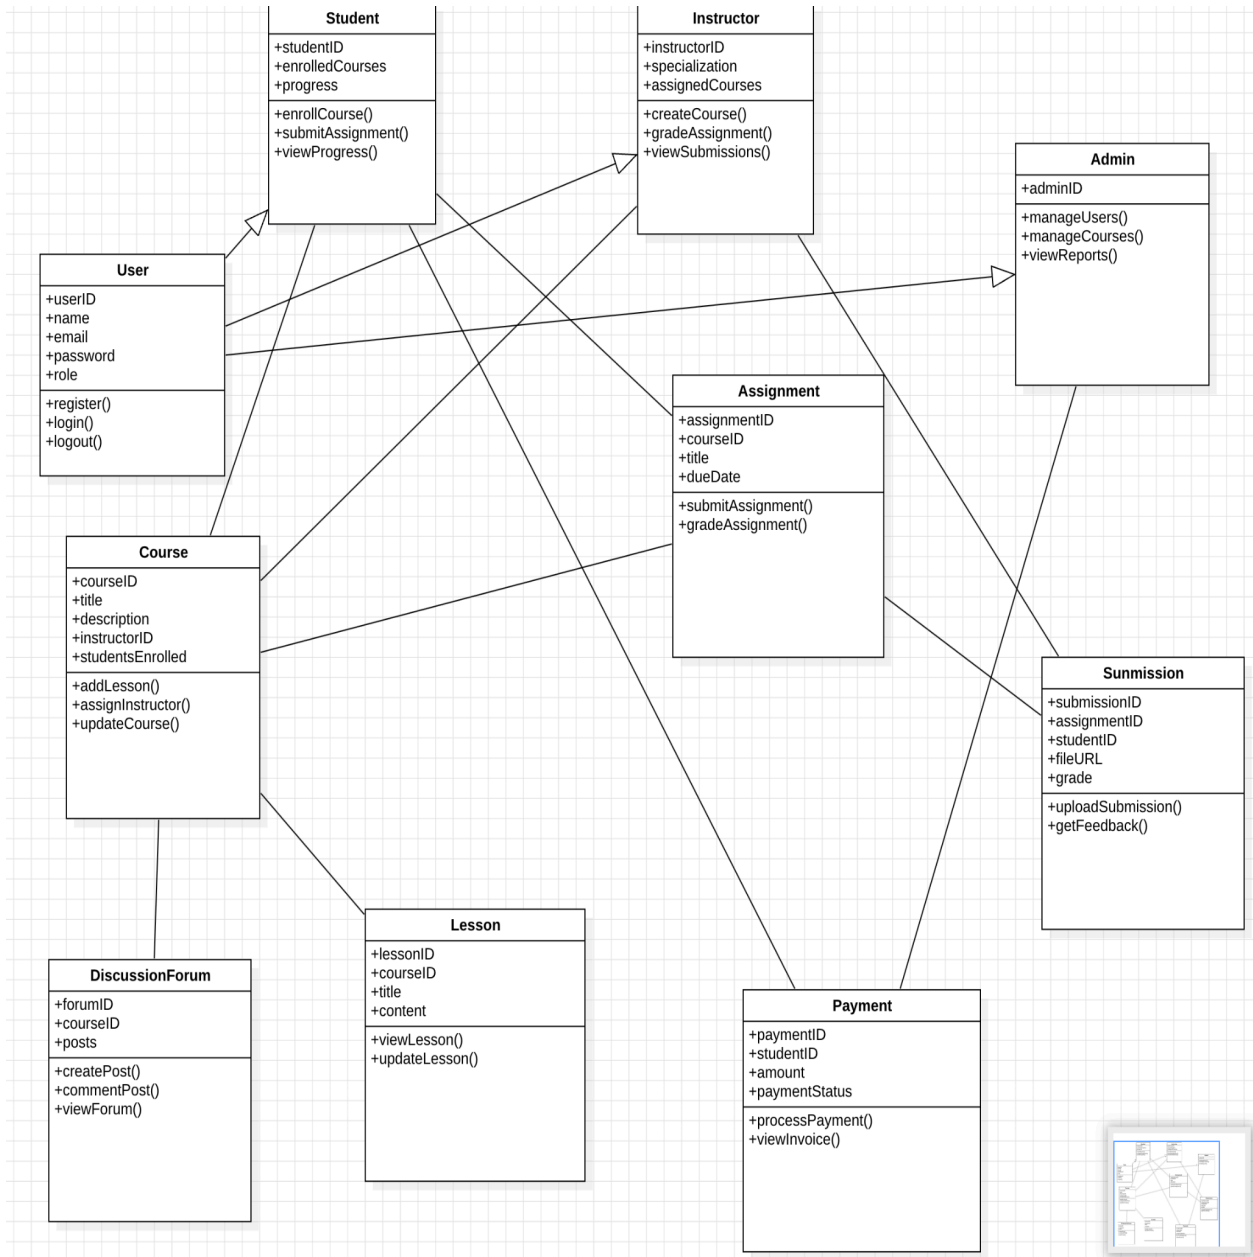 Student
+studentID
+enrolledCourses
+progress
+enrollCourse()
+submitAssignment()
+viewProgress()
Instructor
+instructorID
+specialization
+assignedCourses
+createCourse()
+gradeAssignment()
+viewSubmissions()
Admin
+adminID
+manageUsers()
+manageCourses()
+viewReports()
User
+userID
+name
+email
+password
+role
+register()
+login()
+logout()
Assignment
+assignmentID
+courseID
+title
+dueDate
+submitAssignment()
+gradeAssignment()
Course
+courseID
+title
+description
+instructorID
+studentsEnrolled
+addLesson()
+assignInstructor()
+updateCourse()
Sunmission
+submissionID
+assignmentID
+studentID
+fileURL
+grade
+uploadSubmission()
+getFeedback()
Lesson
+lessonID
+courseID
+title
+content
+viewLesson()
+updateLesson()
DiscussionForum
+forumID
+courseID
+posts
+createPost()
+commentPost()
+viewForum()
Payment
+paymentID
+studentID
+amount
+paymentStatus
+processPayment()
+viewInvoice()